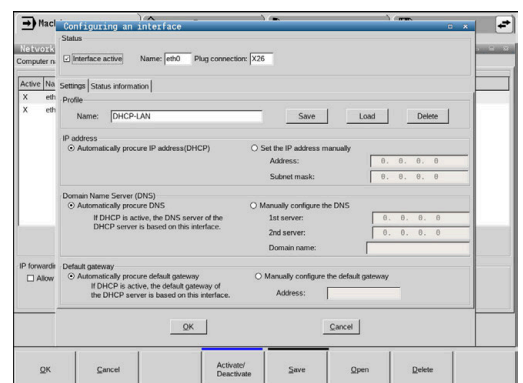 Configuring an interface
Status
Interface active
Name: eth0
Plug connection: X26
Network
Active
X
X
Settings
Status information
Profile
Name: DHCP-LAN
Save
Load
Delete
IP address
Automatically procure IP address(DHCP)
Set the IP address manually
Address: 0. 0. 0. 0
Subnet mask: 0. 0. 0. 0
Domain Name Server (DNS)
Automatically procure DNS
Manually configure the DNS
If DHCP is active, the DNS server of the
DHCP server is based on this interface.
1st server: 0. 0. 0. 0
2nd server: 0. 0. 0. 0
Domain name:
Default gateway
Automatically procure default gateway
Manually configure the default gateway
If DHCP is active, the default gateway of
the DHCP server is based on this interface.
Address:
Allow
OK
Cancel
OK
Cancel
Activate/
Deactivate
Save
Open
Delete